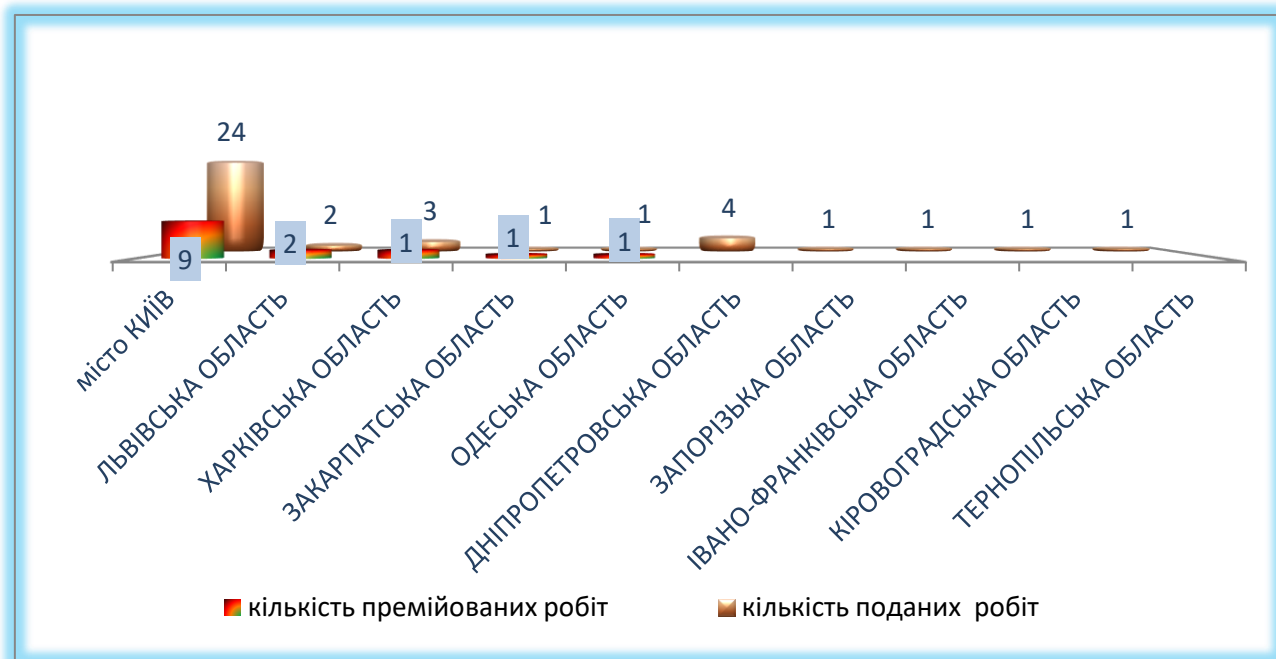 24
2
3
1
1
4
1
1
1
1
9
2
1
1
1
місто КИЇВ
ЛЬВІВСЬКА ОБЛАСТЬ
ХАРКІВСЬКА ОБЛАСТЬ
ЗАКАРПАТСЬКА ОБЛАСТЬ
ОДЕСЬКА ОБЛАСТЬ
ДНІПРОПЕТРОВСЬКА ОБЛАСТЬ
ЗАПОРІЗЬКА ОБЛАСТЬ
ІВАНО-ФРАНКІВСЬКА ОБЛАСТЬ
КІРОВОГРАДСЬКА ОБЛАСТЬ
ТЕРНОПІЛЬСЬКА ОБЛАСТЬ
кількість премійованих робіт
кількість поданих робіт